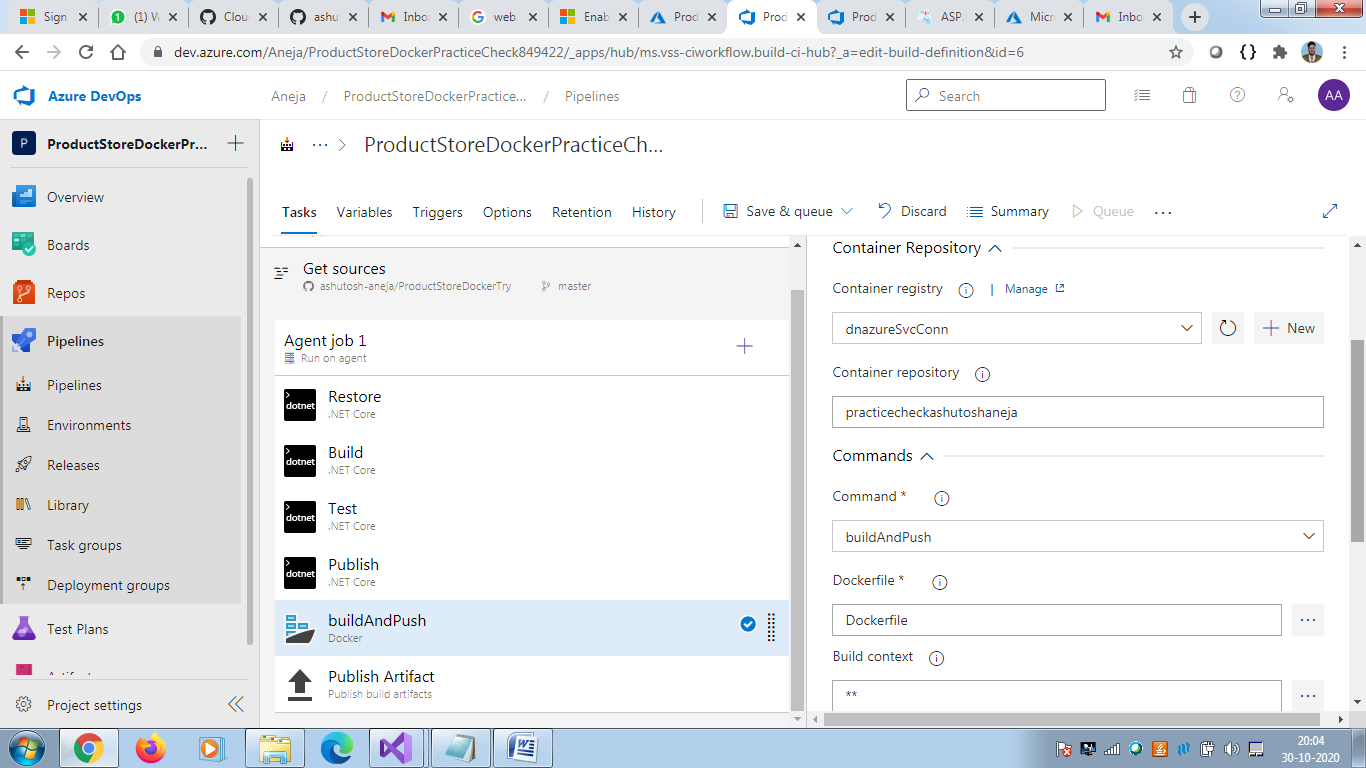 Sign
(1) W
Clou
ashut
Inbo
web
Enab
Prod
Prod
Prod
ASP.
Micr
Inbo
dev.azure.com/Aneja/ProductStoreDockerPracticeCheck849422/_apps/hub/ms.vss-ciworkflow.build-ci-hub?_a=edit-build-definition&id=6
Azure DevOps
Aneja / ProductStoreDockerPractice... / Pipelines
Search
AA
P ProductStoreDockerPr...
ProductStoreDockerPracticeCh...
Overview
Boards
Repos
Pipelines
Pipelines
Environments
Releases
Library
Task groups
Deployment groups
Test Plans
Project settings
Tasks Variables Triggers Options Retention History Save & queue Discard Summary Queue ...
Get sources
ashutosh-aneja/ProductStoreDockerTry master
Agent job 1
Run on agent
dotnet Restore
.NET Core
dotnet Build
.NET Core
dotnet Test
.NET Core
dotnet Publish
.NET Core
buildAndPush
Docker
Publish Artifact
Publish build artifacts
Container Repository
Container registry | Manage
dnazureSvcConn New
Container repository
practicecheckashutoshaneja
Commands
Command *
buildAndPush
Dockerfile *
Dockerfile ...
Build context
** ...
20:04
30-10-2020